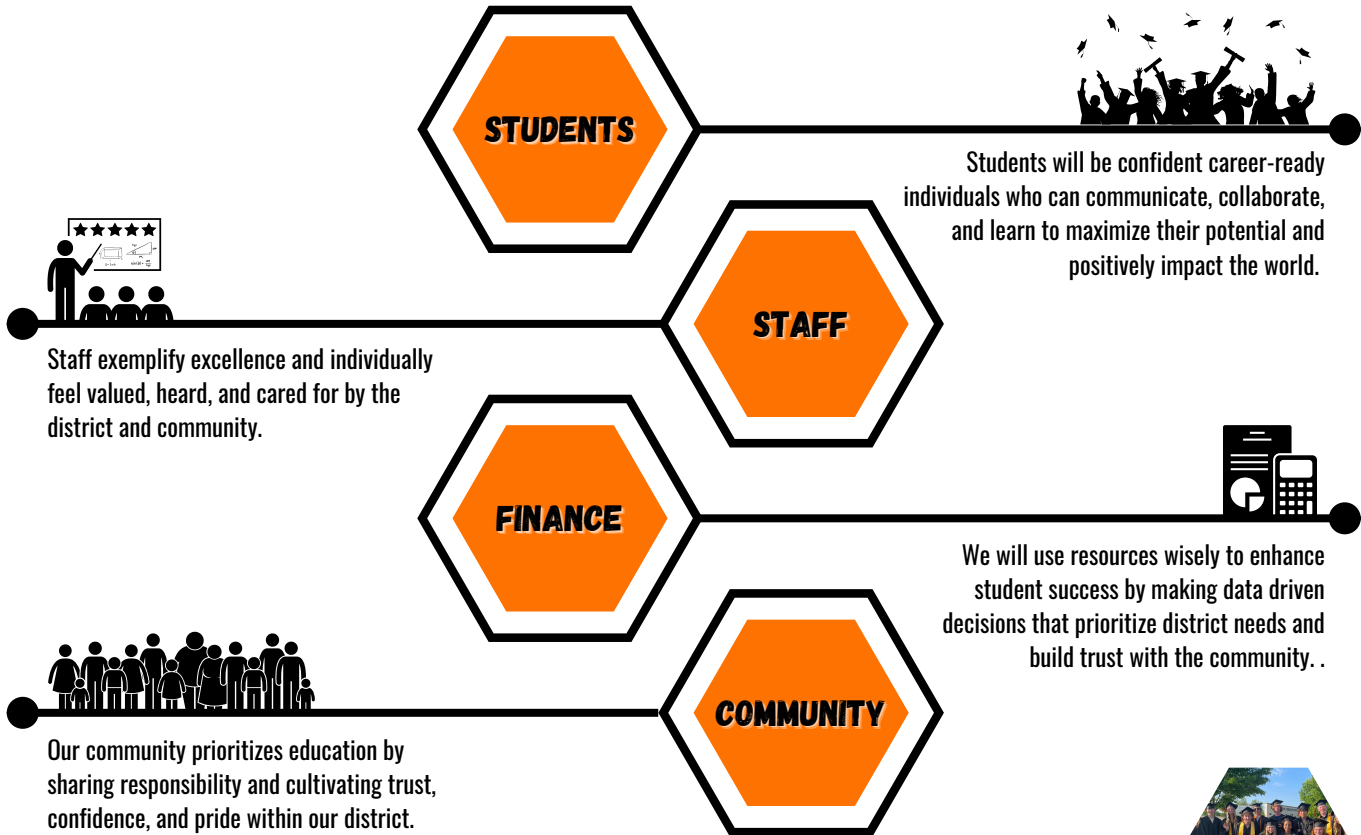 STUDENTS
Students will be confident career-ready
individuals who can communicate, collaborate,
and learn to maximize their potential and
positively impact the world.
STAFF
Staff exemplify excellence and individually
feel valued, heard, and cared for by the
district and community.
FINANCE
We will use resources wisely to enhance
student success by making data driven
decisions that prioritize district needs and
build trust with the community. .
COMMUNITY
Our community prioritizes education by
sharing responsibility and cultivating trust,
confidence, and pride within our district.